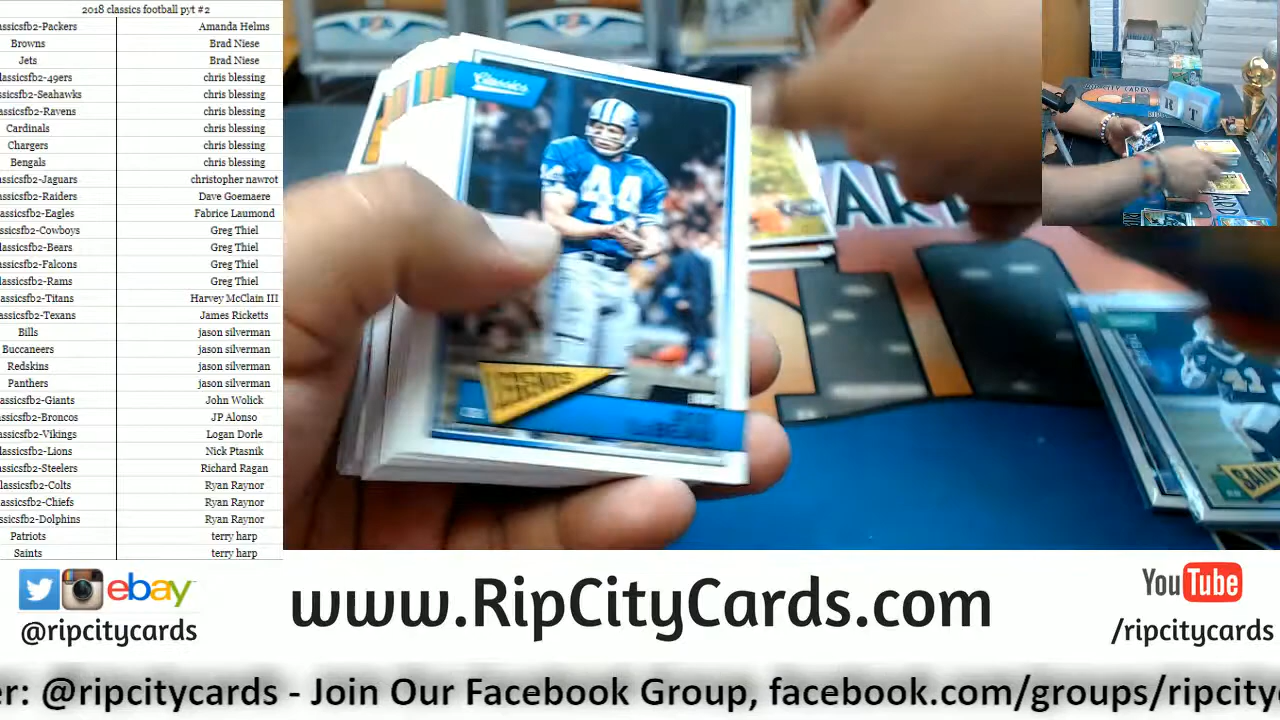 2018 classics football pyt #2
assicsfb2-Packers Amanda Helms
Browns Brad Niese
Jets Brad Niese
lassicsfb2-49ers chris blessing
assicsfb2-Seahawks chris blessing
assicsfb2-Ravens chris blessing
Cardinals chris blessing
Chargers chris blessing
Bengals chris blessing
assicsfb2-Jaguars christopher nawrot
assicsfb2-Raiders Dave Goemaere
lassicsfb2-Eagles Fabrice Laumond
assicsfb2-Cowboys Greg Thiel
lassicsfb2-Bears Greg Thiel
assicsfb2-Falcons Greg Thiel
lassicsfb2-Rams Greg Thiel
lassicsfb2-Titans Harvey McClain III
assicsfb2-Texans James Ricketts
Bills jason silverman
Buccaneers jason silverman
Redskins jason silverman
Panthers jason silverman
lassicsfb2-Giants John Wolick
assicsfb2-Broncos JP Alonso
assicsfb2-Vikings Logan Dorle
lassicsfb2-Lions Nick Ptasnik
assicsfb2-Steelers Richard Ragan
lassicsfb2-Colts Ryan Raynor
assicsfb2-Chiefs Ryan Raynor
ssicsfb2-Dolphins Ryan Raynor
Patriots terry harp
Saints terry harp
Classics
44
41
SAIN
R
T
ebay
@ripcitycards
www.RipCityCards.com
YouTube
/ripcitycards
er: @ripcitycards - Join Our Facebook Group, facebook.com/groups/ripcity